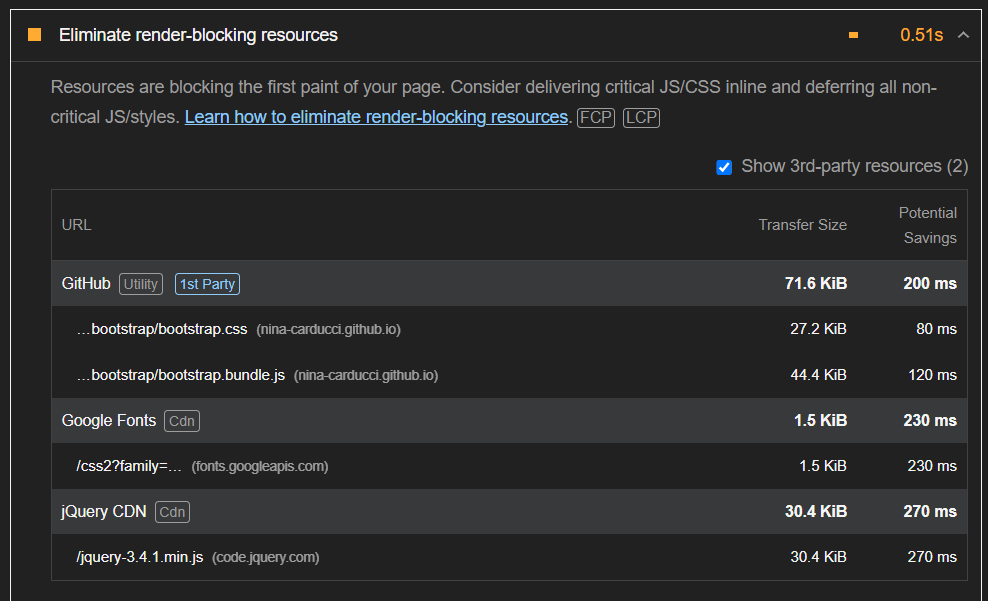 Eliminate render-blocking resources 0.51s
Resources are blocking the first paint of your page. Consider delivering critical JS/CSS inline and deferring all non-
critical JS/styles. Learn how to eliminate render-blocking resources. FCP LCP
Show 3rd-party resources (2)
URL Transfer Size Potential Savings
GitHub Utility 1st Party 71.6 KiB 200 ms
…bootstrap/bootstrap.css (nina-carducci.github.io) 27.2 KiB 80 ms
…bootstrap/bootstrap.bundle.js (nina-carducci.github.io) 44.4 KiB 120 ms
Google Fonts Cdn 1.5 KiB 230 ms
/css2?family=… (fonts.googleapis.com) 1.5 KiB 230 ms
jQuery CDN Cdn 30.4 KiB 270 ms
/jquery-3.4.1.min.js (code.jquery.com) 30.4 KiB 270 ms